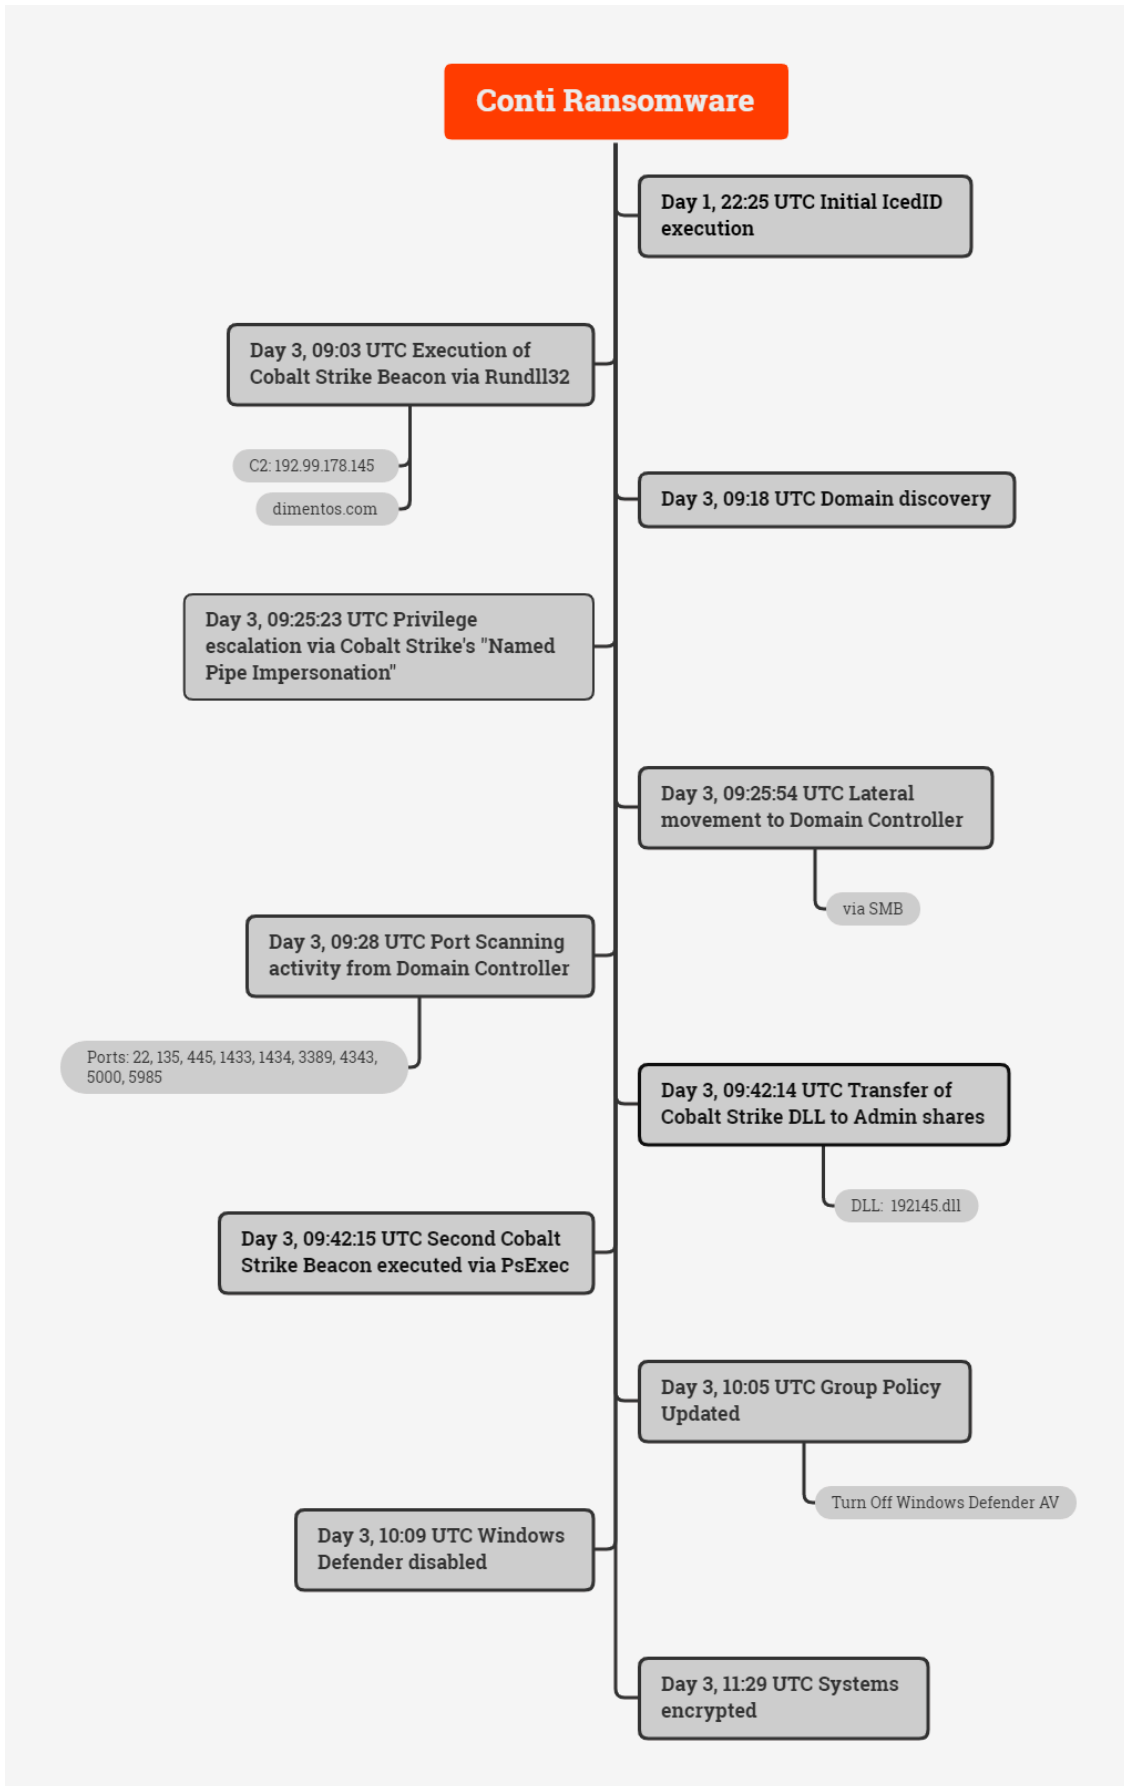 Conti Ransomware
Day 1, 22:25 UTC Initial IcedID
execution
Day 3, 09:03 UTC Execution of
Cobalt Strike Beacon via Rundll32
C2: 192.99.178.145
dimentos.com
Day 3, 09:18 UTC Domain discovery
Day 3, 09:25:23 UTC Privilege
escalation via Cobalt Strike's "Named
Pipe Impersonation"
Day 3, 09:25:54 UTC Lateral
movement to Domain Controller
via SMB
Day 3, 09:28 UTC Port Scanning
activity from Domain Controller
Ports: 22, 135, 445, 1433, 1434, 3389, 4343,
5000, 5985
Day 3, 09:42:14 UTC Transfer of
Cobalt Strike DLL to Admin shares
DLL:  192145.dll
Day 3, 09:42:15 UTC Second Cobalt
Strike Beacon executed via PsExec
Day 3, 10:05 UTC Group Policy
Updated
Turn Off Windows Defender AV
Day 3, 10:09 UTC Windows
Defender disabled
Day 3, 11:29 UTC Systems
encrypted